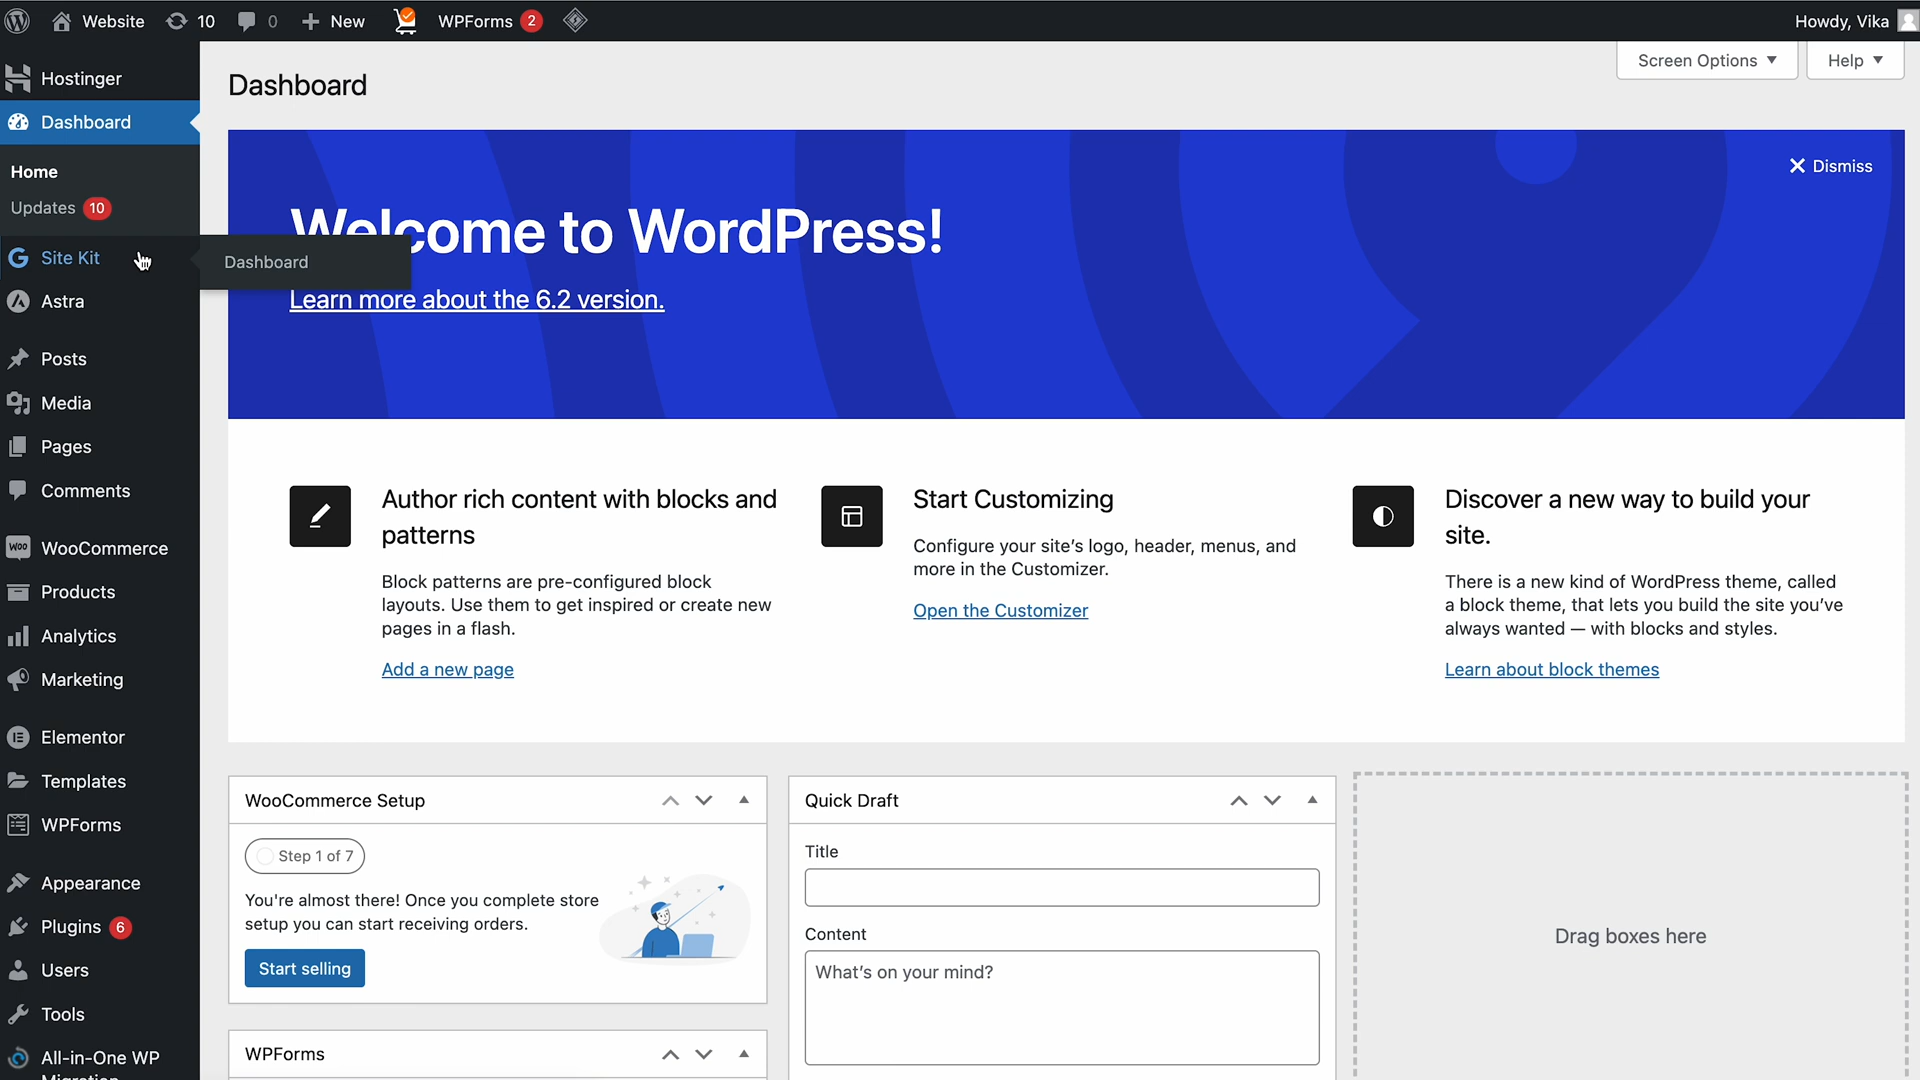 Website
10
0
New
WPForms
2
Howdy, Vika
Screen Options
Help
Hostinger
Dashboard
Home
Updates 10
Site Kit
Dashboard
Astra
Posts
Media
Pages
Comments
Woo
WooCommerce
Products
Analytics
Marketing
Elementor
Templates
WPForms
Appearance
Plugins 6
Users
Tools
All-in-One WP
Migration
Dashboard
Dismiss
Welcome to WordPress!
Learn more about the 6.2 version.
Author rich content with blocks and
patterns
Block patterns are pre-configured block
layouts. Use them to get inspired or create new
pages in a flash.
Add a new page
Start Customizing
Configure your site's logo, header, menus, and
more in the Customizer.
Open the Customizer
Discover a new way to build your
site.
There is a new kind of WordPress theme, called
a block theme, that lets you build the site you've
always wanted — with blocks and styles.
Learn about block themes
WooCommerce Setup
Step 1 of 7
You're almost there! Once you complete store
setup you can start receiving orders.
Start selling
WPForms
Quick Draft
Title
Content
What's on your mind?
Drag boxes here